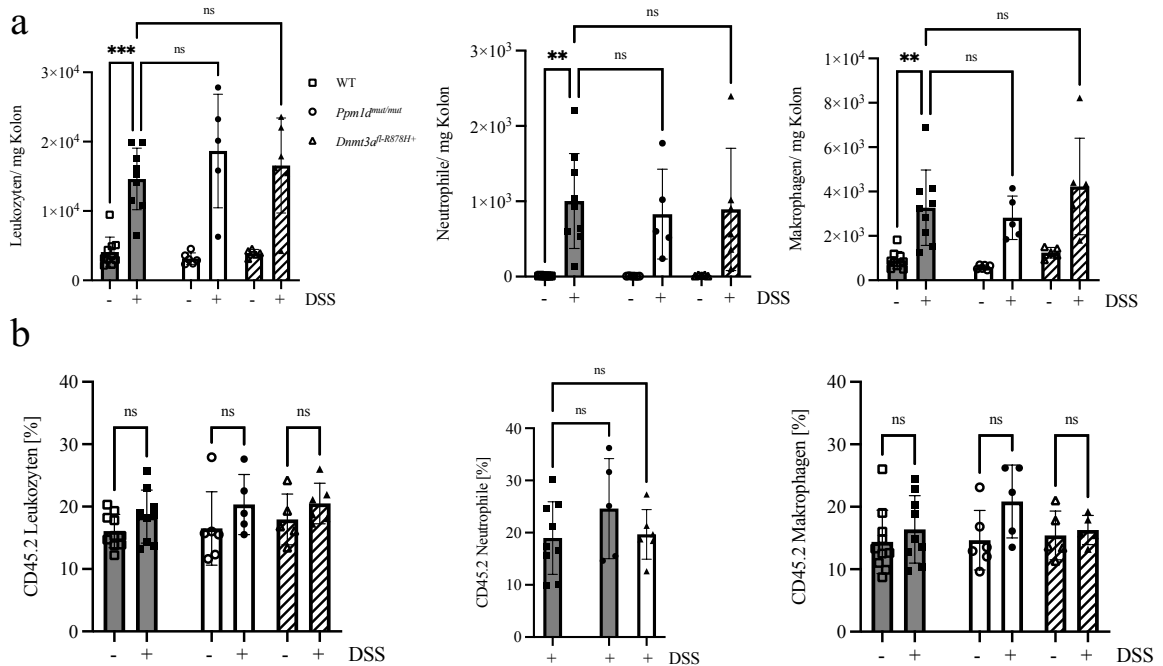 a
Leukozyten/ mg Kolon
3×10⁴
2×10⁴
1×10⁴
0
***
ns
ns
- + - + - + DSS
WT
Ppm1d^mut/mut
Dnmt3a^fl-R878H+
Neutrophile/ mg Kolon
3×10³
2×10³
1×10³
0
**
ns
ns
- + - + - + DSS
Makrophagen/ mg Kolon
1×10⁴
8×10³
6×10³
4×10³
2×10³
0
**
ns
ns
- + - + - + DSS
b
CD45.2 Leukozyten [%]
40
30
20
10
0
ns ns ns
- + - + - + DSS
CD45.2 Neutrophile [%]
40
30
20
10
0
ns
ns
+ + + DSS
CD45.2 Makrophagen [%]
40
30
20
10
0
ns ns ns
- + - + - + DSS